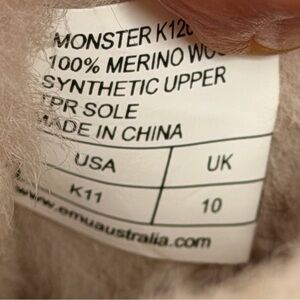 MONSTER
100% MERINO
SYNTHETIC UPPER
TPR SOLE
MADE IN CHINA
USA UK
K11 10
www.emuaustralia.com